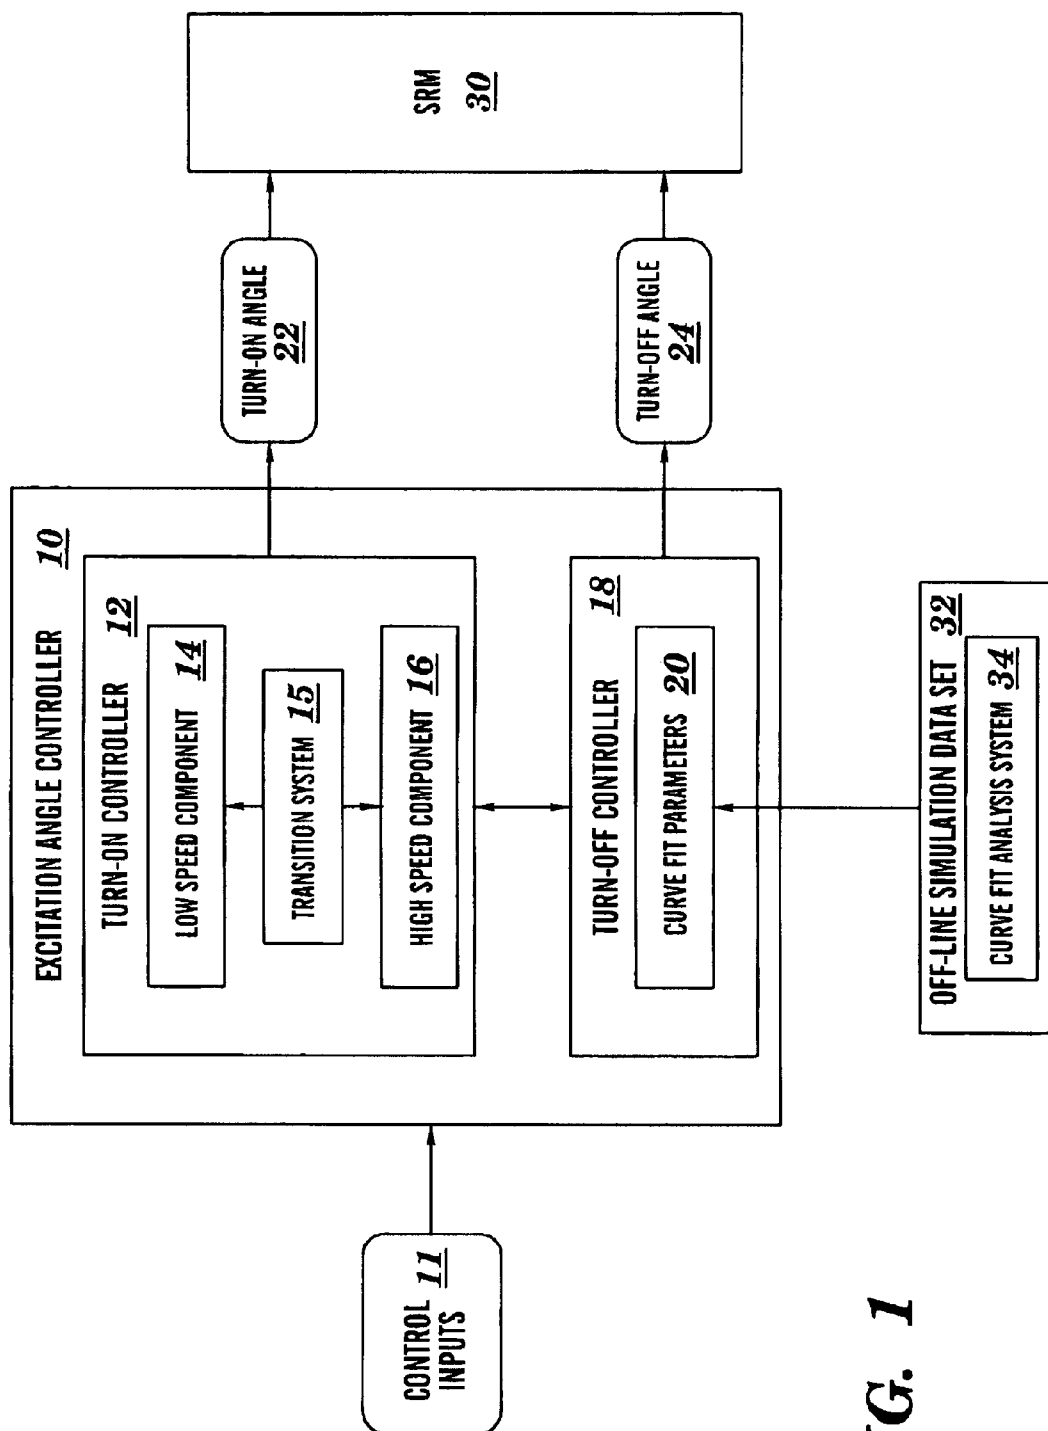 EXCITATION ANGLE CONTROLLER 10
TURN-ON CONTROLLER 12
LOW SPEED COMPONENT 14
TRANSITION SYSTEM 15
HIGH SPEED COMPONENT 16
TURN-OFF CONTROLLER 18
CURVE FIT PARAMETERS 20
CONTROL
INPUTS
11
TURN-ON ANGLE
22
TURN-OFF ANGLE
24
SRM
30
OFF-LINE SIMULATION DATA SET 32
CURVE FIT ANALYSIS SYSTEM 34
IG. 1